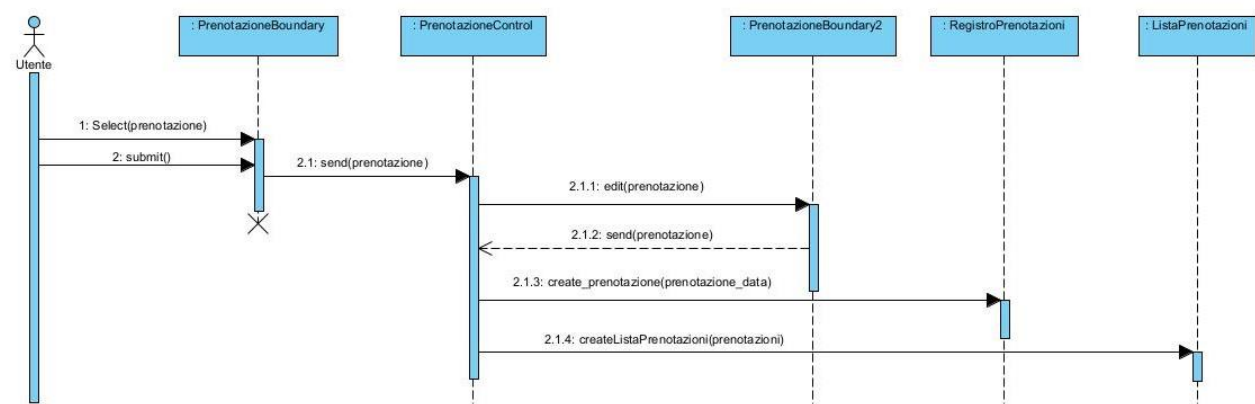 : PrenotazioneBoundary
: PrenotazioneControl
: PrenotazioneBoundary2
: RegistroPrenotazioni
: ListaPrenotazioni
Utente
1: Select(prenotazione)
2: submit()
2.1: send(prenotazione)
2.1.1: edit(prenotazione)
2.1.2: send(prenotazione)
2.1.3: create_prenotazione(prenotazione_data)
2.1.4: createListaPrenotazioni(prenotazioni)